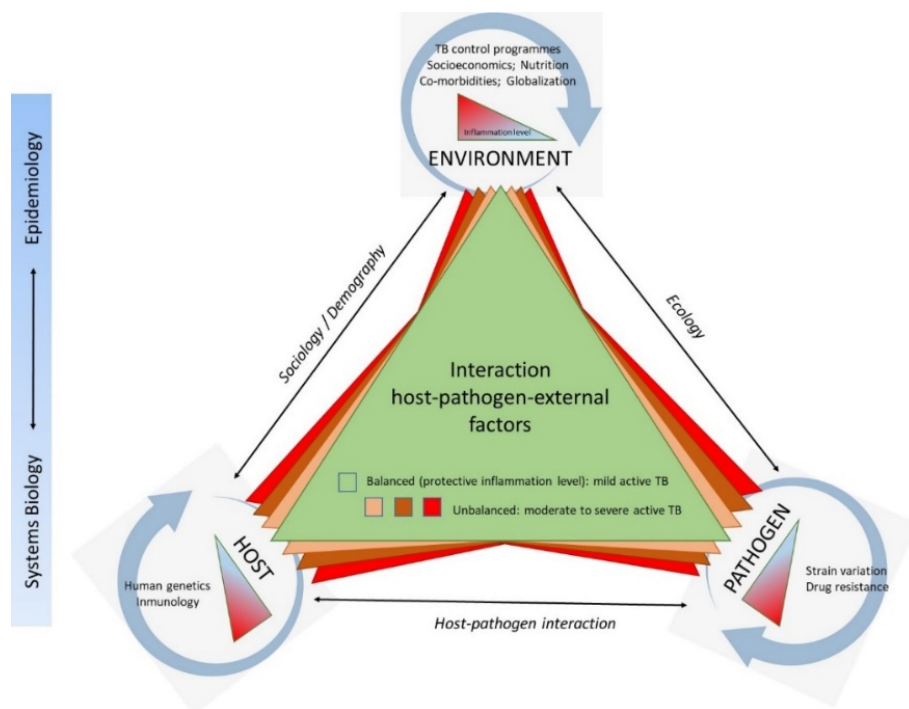 TB control programmes
Socioeconomics; Nutrition
Co-morbidities; Globalization
Inflammation level
ENVIRONMENT
Epidemiology
Systems Biology
Sociology / Demography
Ecology
Interaction
host-pathogen-external
factors
Balanced (protective inflammation level): mild active TB
Unbalanced: moderate to severe active TB
HOST
Human genetics
Inmunology
PATHOGEN
Strain variation
Drug resistance
Host-pathogen interaction